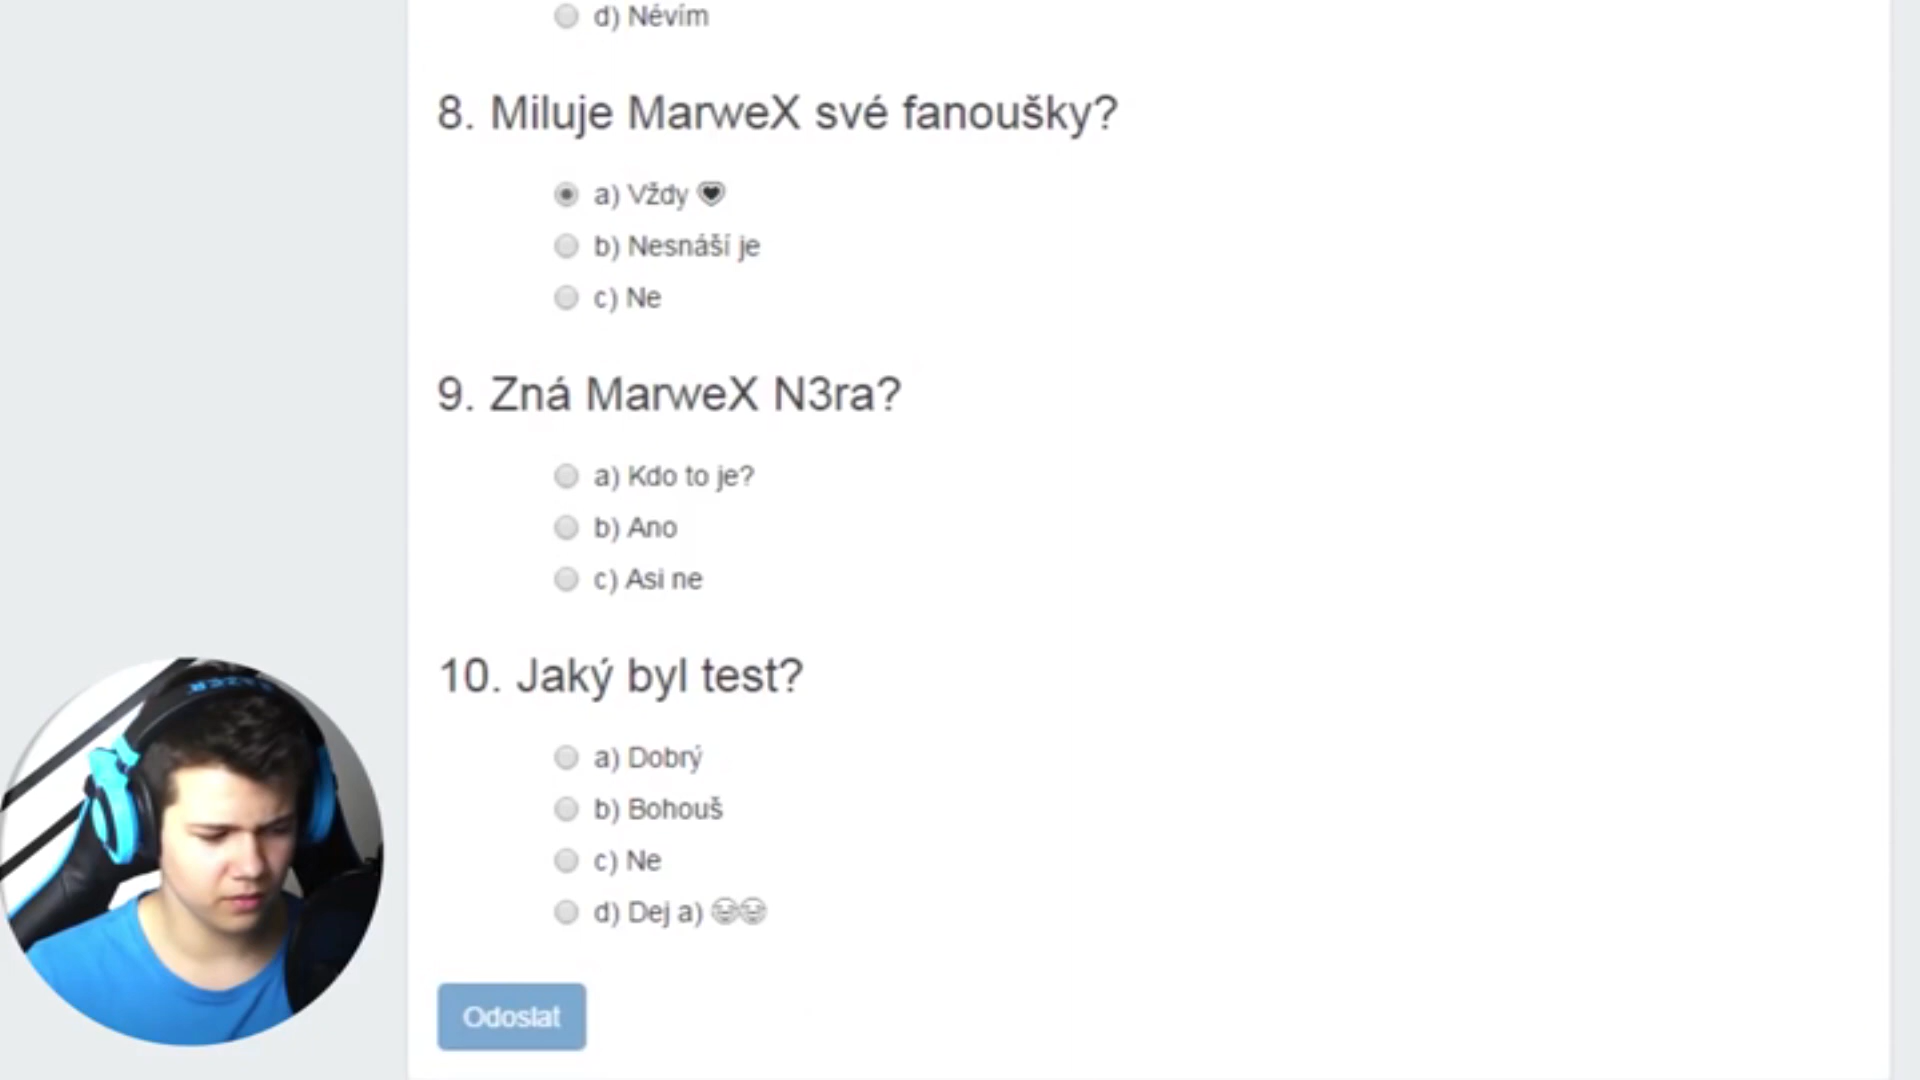 d) Névím
8. Miluje MarweX své fanoušky?
a) Vždy
b) Nesnáší je
c) Ne
9. Zná MarweX N3ra?
a) Kdo to je?
b) Ano
c) Asi ne
10. Jaký byl test?
a) Dobrý
b) Bohouš
c) Ne
d) Dej a)
Odoslat
RAZER